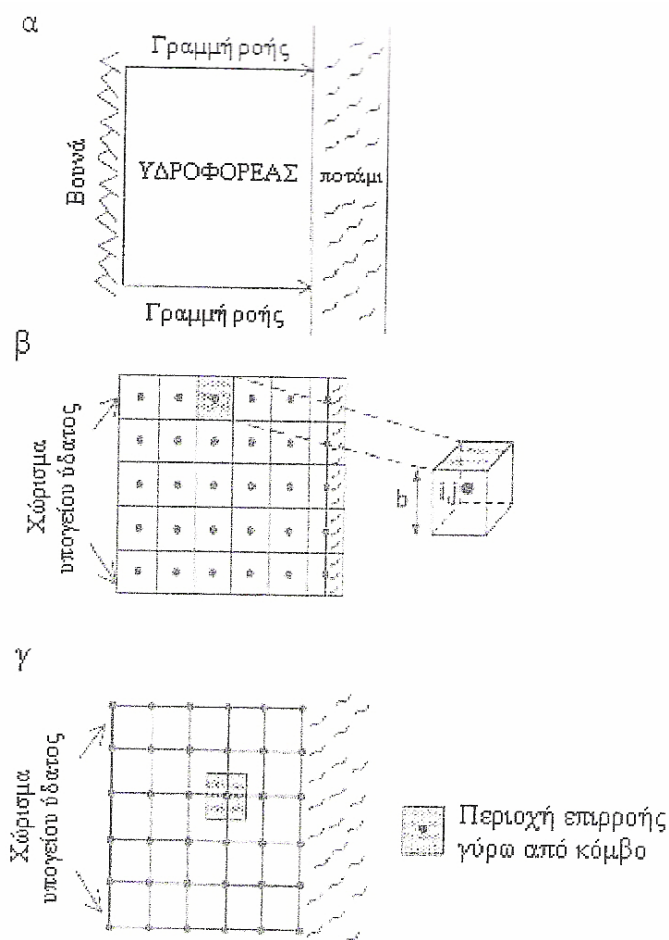 α
Γραμμή ροής
Βουνά
ΥΔΡΟΦΟΡΕΑΣ
ποτάμι
Γραμμή ροής
β
Χώρισμα
υπογείου ύδατος
b
i,j
γ
Χώρισμα
υπογείου ύδατος
Περιοχή επιρροής
γύρω από κόμβο